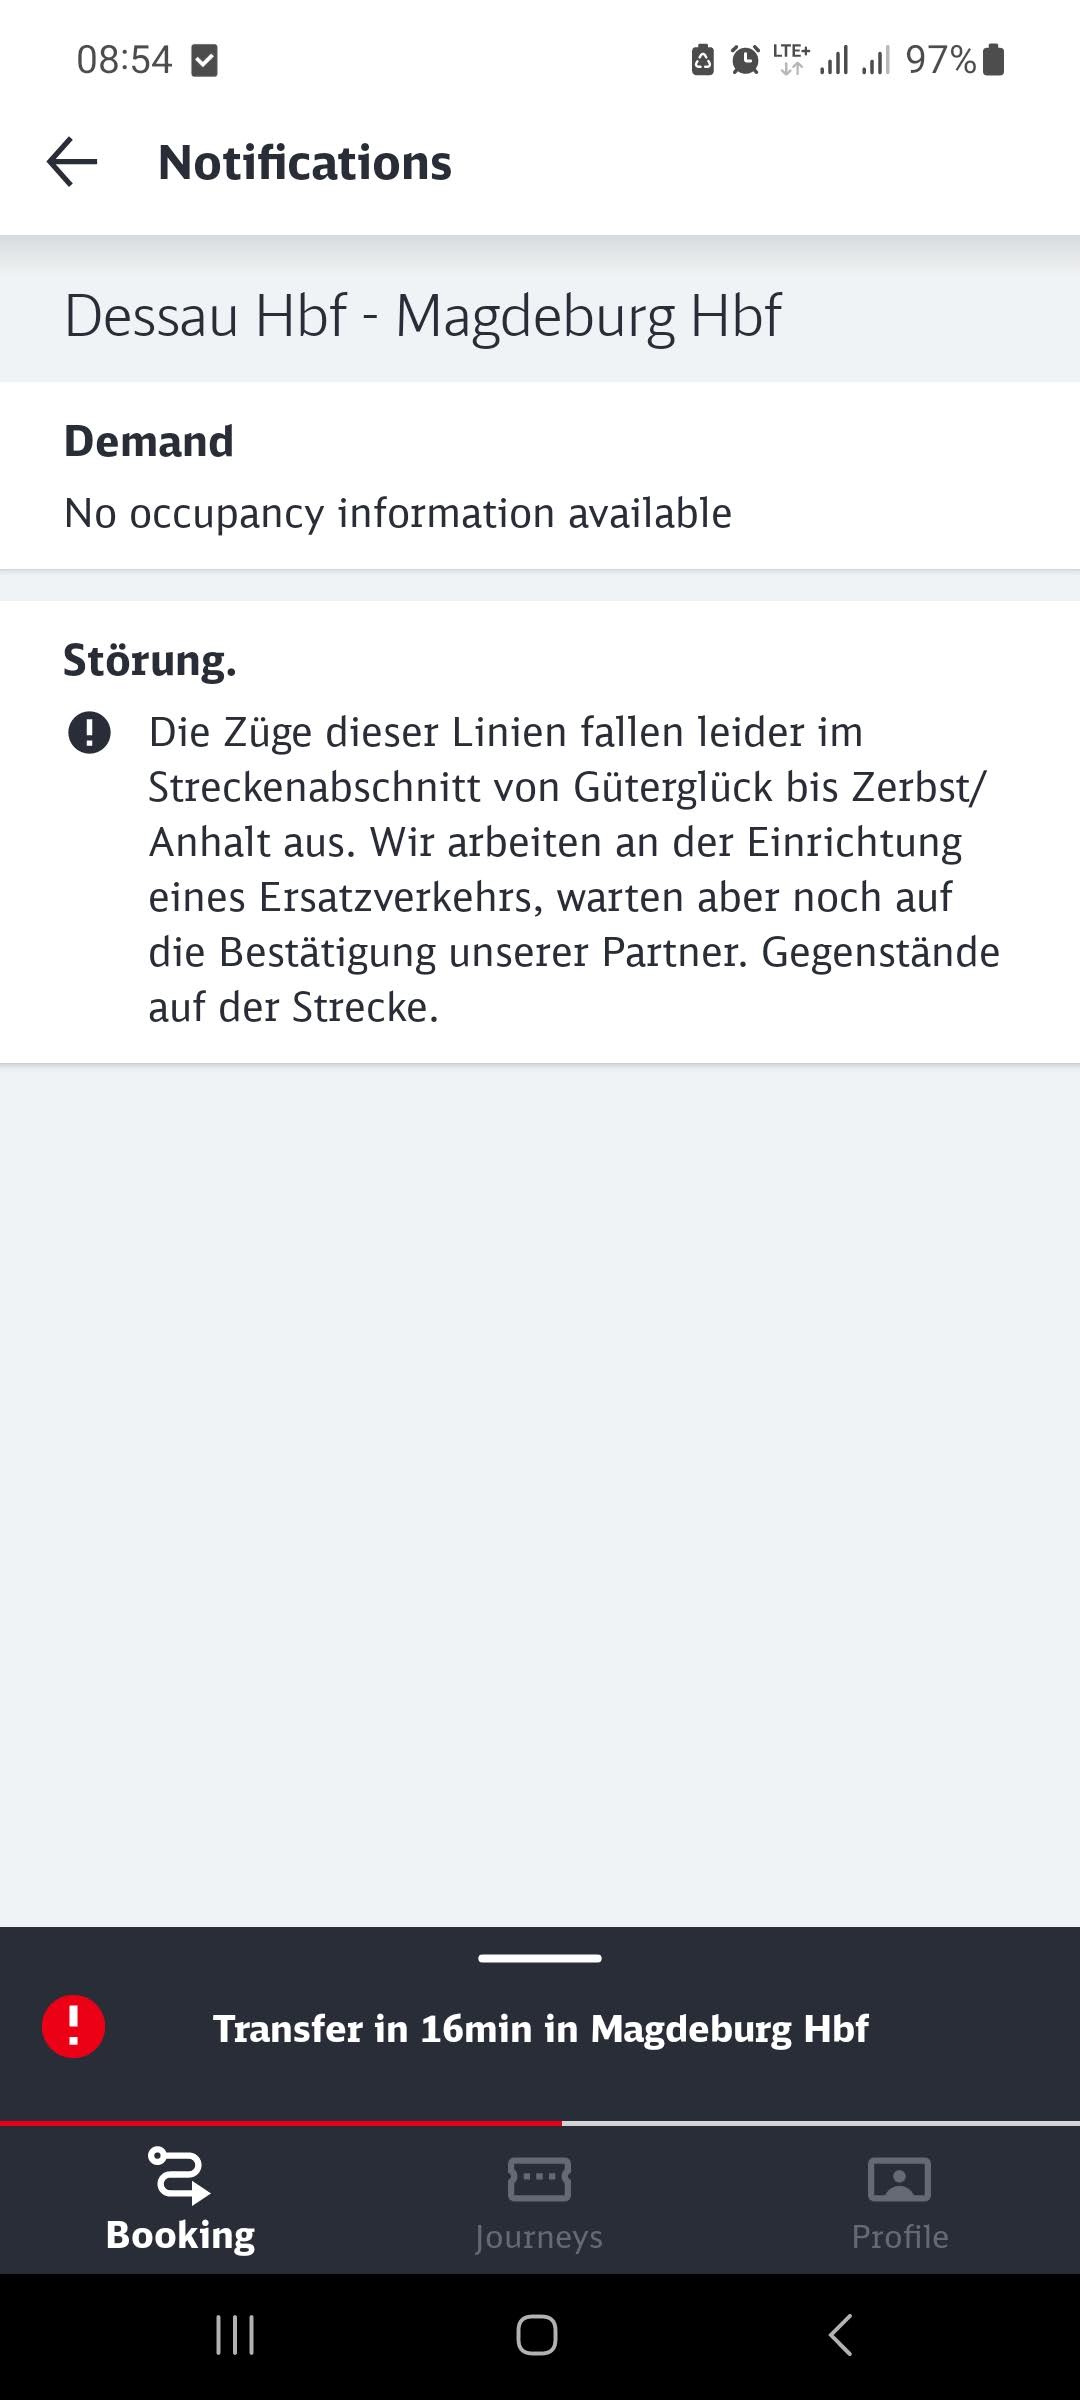 08:54
LTE+
97%
Notifications
Dessau Hbf - Magdeburg Hbf
Demand
No occupancy information available
Störung.
Die Züge dieser Linien fallen leider im
Streckenabschnitt von Güterglück bis Zerbst/
Anhalt aus. Wir arbeiten an der Einrichtung
eines Ersatzverkehrs, warten aber noch auf
die Bestätigung unserer Partner. Gegenstände
auf der Strecke.
Transfer in 16min in Magdeburg Hbf
Booking
Journeys
Profile